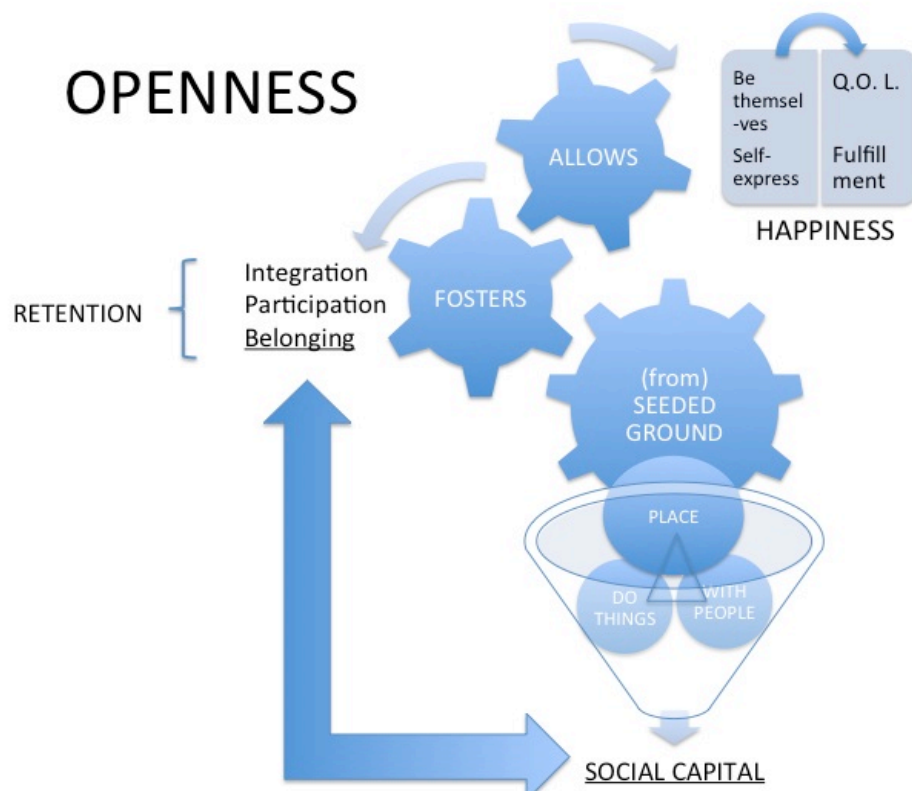 OPENNESS
ALLOWS
Be
themsel
-ves
Self-
express
Q.O. L.
Fulfill
ment
HAPPINESS
FOSTERS
Integration
Participation
Belonging
RETENTION
(from)
SEEDED
GROUND
PLACE
DO
THINGS
WITH
PEOPLE
SOCIAL CAPITAL